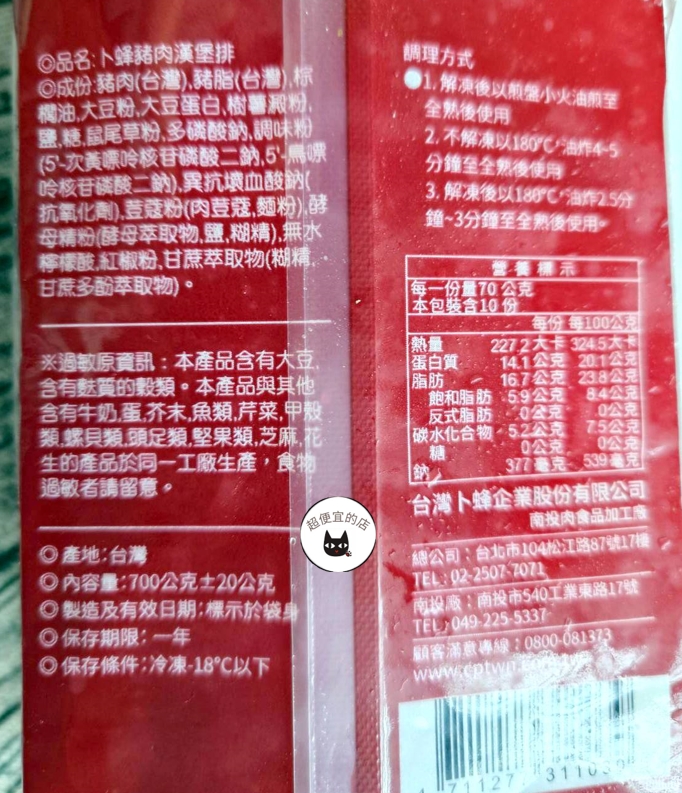 ◎品名:卜蜂豬肉漢堡排
◎成份:豬肉(台灣),豬脂(台灣),棕
櫚油,大豆粉,大豆蛋白,樹薯澱粉,
鹽,糖,鼠尾草粉,多磷酸鈉,調味粉
(5'-次黃嘌呤核苷磷酸二鈉,5'-鳥嘌
呤核苷磷酸二鈉),異抗壞血酸鈉(
抗氧化劑),荳蔻粉(肉荳蔻,麵粉),酵
母精粉(酵母萃取物,鹽,糊精),無水
檸檬酸,紅椒粉,甘蔗萃取物(糊精,
甘蔗多酚萃取物)。
※過敏原資訊：本產品含有大豆,
含有麩質的穀類。本產品與其他
含有牛奶,蛋,芥末,魚類,芹菜,甲殼
類,螺貝類,頭足類,堅果類,芝麻,花
生的產品於同一工廠生產，食物
過敏者請留意。
◎產地:台灣
◎內容量:700公克±20公克
◎製造及有效日期:標示於袋身
◎保存期限:一年
◎保存條件:冷凍-18°C以下
超便宜的店
調理方式
1. 解凍後以煎盤小火油煎至
全熟後使用
2. 不解凍以180°C,油炸4-5
分鐘至全熟後使用
3. 解凍後以180°C,油炸2.5分
鐘~3分鐘至全熟後使用
營養標示
每一份量70公克
本包裝含10份
每份 每100公克
熱量 227.2大卡 324.5大卡
蛋白質 14.1公克 20.1公克
脂肪 16.7公克 23.8公克
飽和脂肪 5.9公克 8.4公克
反式脂肪 0公克 0公克
碳水化合物 5.2公克 7.5公克
糖 0公克 0公克
鈉 377毫克 539毫克
台灣卜蜂企業股份有限公司
南投肉食品加工廠
總公司：台北市104松江路87號17樓
TEL:02-2507-7071
南投廠：南投市540工業東路17號
TEL:049-225-5337
顧客滿意專線：0800-081373
www.cptwn.com.tw
4 711271 3110